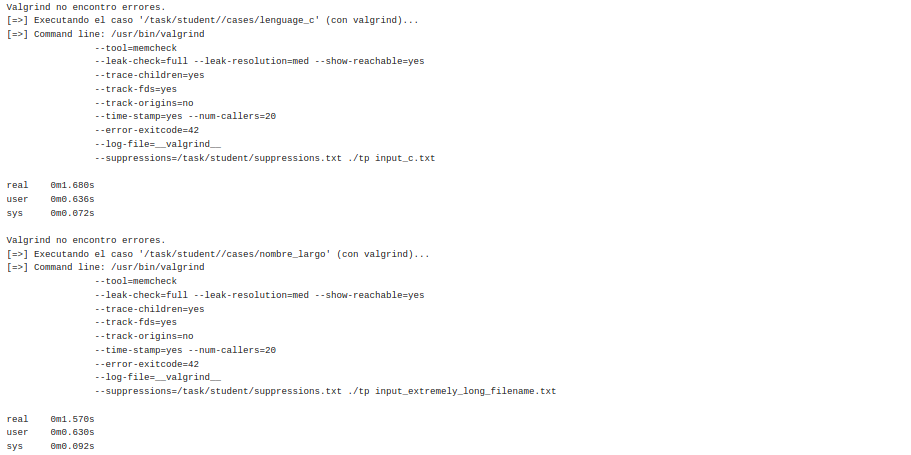 Valgrind no encontro errores.
[=>] Executando el caso '/task/student//cases/lenguage_c' (con valgrind)...
[=>] Command line: /usr/bin/valgrind
--tool=memcheck
--leak-check=full --leak-resolution=med --show-reachable=yes
--trace-children=yes
--track-fds=yes
--track-origins=no
--time-stamp=yes --num-callers=20
--error-exitcode=42
--log-file=__valgrind__
--suppressions=/task/student/suppressions.txt ./tp input_c.txt
real 0m1.680s
user 0m0.636s
sys 0m0.072s
Valgrind no encontro errores.
[=>] Executando el caso '/task/student//cases/nombre_largo' (con valgrind)...
[=>] Command line: /usr/bin/valgrind
--tool=memcheck
--leak-check=full --leak-resolution=med --show-reachable=yes
--trace-children=yes
--track-fds=yes
--track-origins=no
--time-stamp=yes --num-callers=20
--error-exitcode=42
--log-file=__valgrind__
--suppressions=/task/student/suppressions.txt ./tp input_extremely_long_filename.txt
real 0m1.570s
user 0m0.630s
sys 0m0.092s